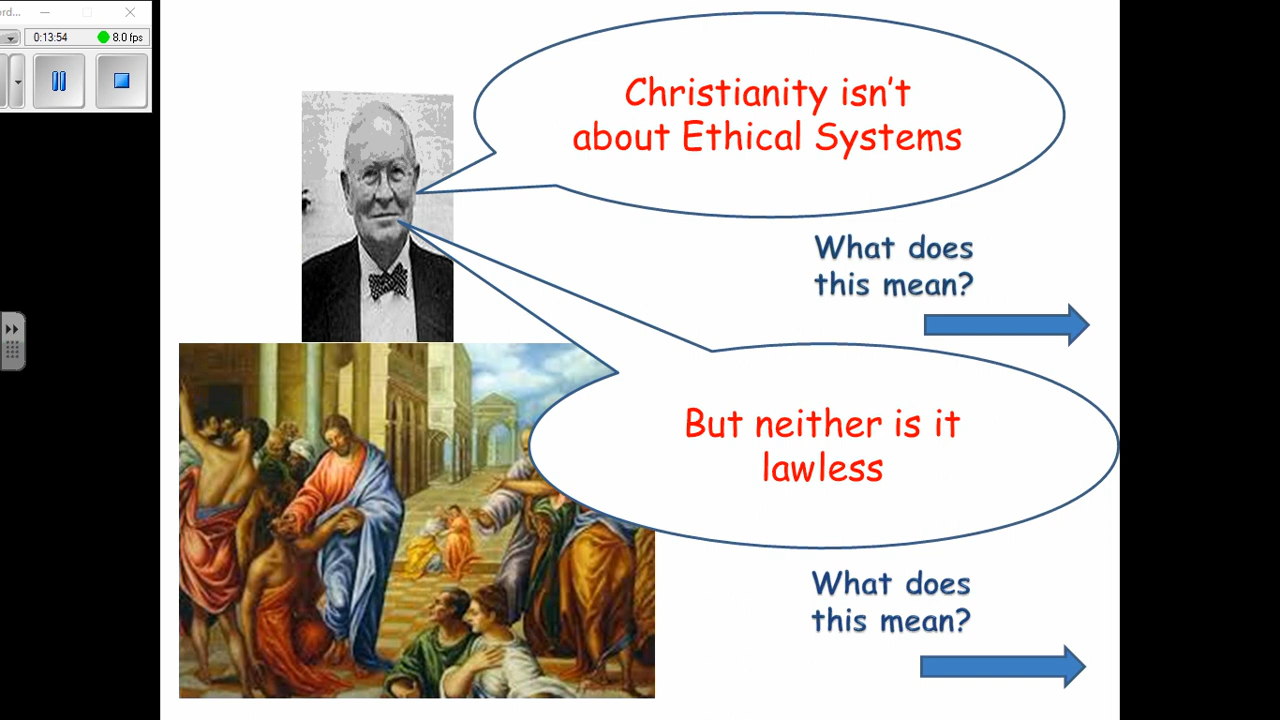 ord...
0:13:54 8.0 fps
Christianity isn't
about Ethical Systems
What does
this mean?
But neither is it
lawless
What does
this mean?